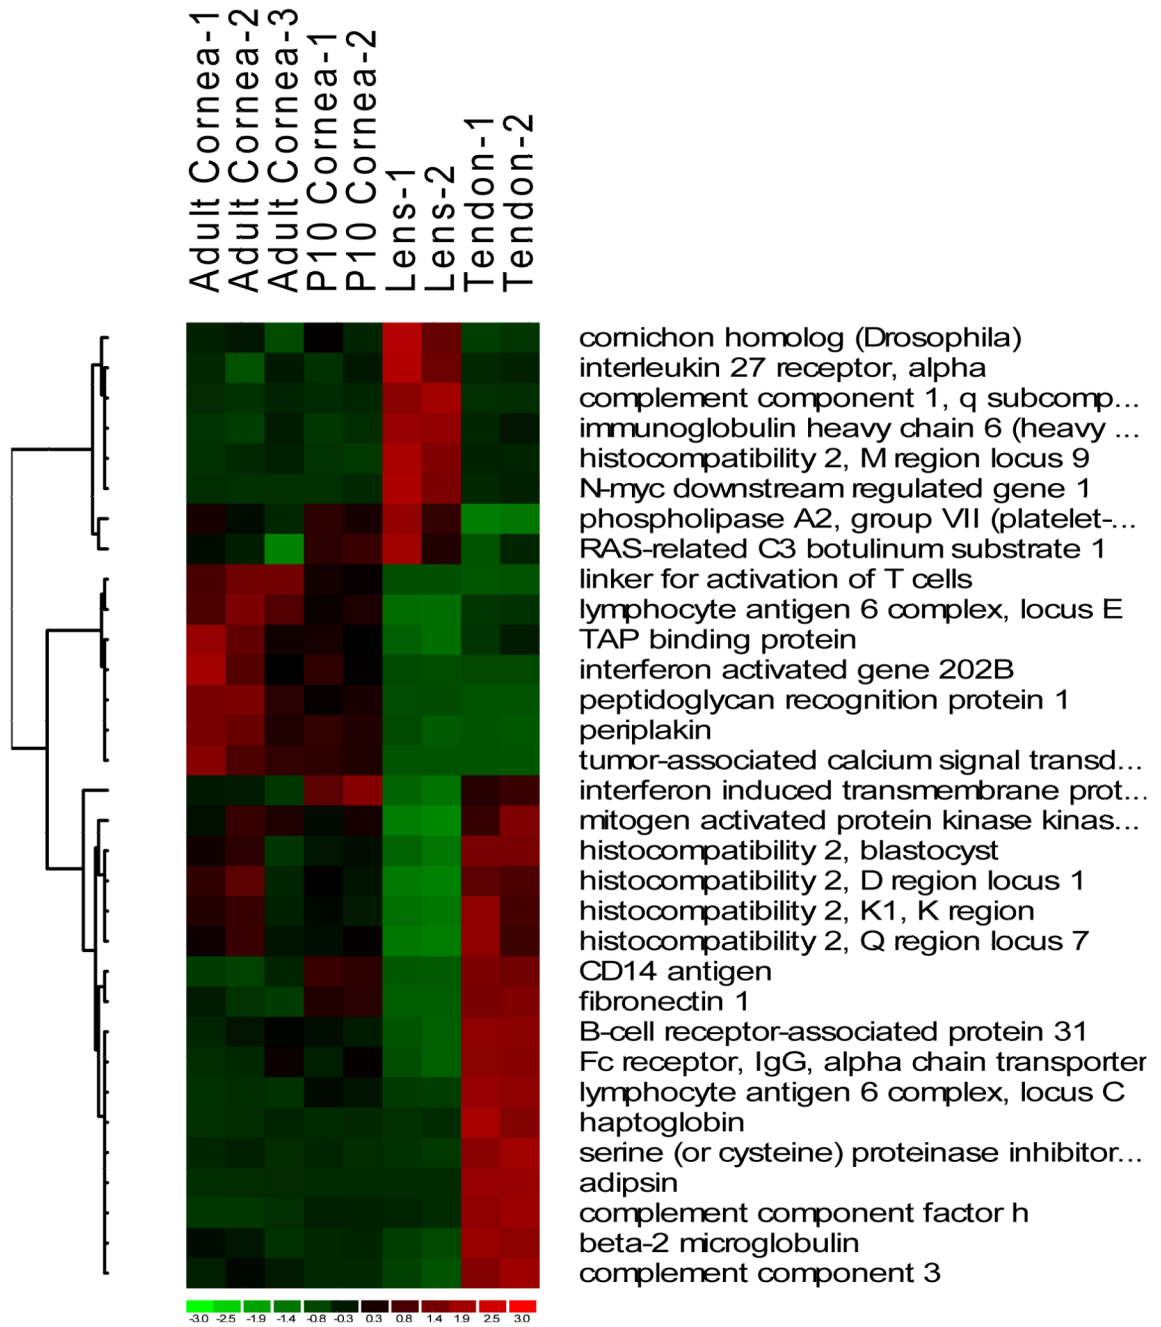 Adult Cornea-1
Adult Cornea-2
Adult Cornea-3
P10 Cornea-1
P10 Cornea-2
Lens-1
Lens-2
Tendon-1
Tendon-2
cornichon homolog (Drosophila)
interleukin 27 receptor, alpha
complement component 1, q subcomp...
immunoglobulin heavy chain 6 (heavy ...
histocompatibility 2, M region locus 9
N-myc downstream regulated gene 1
phospholipase A2, group VII (platelet-...
RAS-related C3 botulinum substrate 1
linker for activation of T cells
lymphocyte antigen 6 complex, locus E
TAP binding protein
interferon activated gene 202B
peptidoglycan recognition protein 1
periplakin
tumor-associated calcium signal transd...
interferon induced transmembrane prot...
mitogen activated protein kinase kinas...
histocompatibility 2, blastocyst
histocompatibility 2, D region locus 1
histocompatibility 2, K1, K region
histocompatibility 2, Q region locus 7
CD14 antigen
fibronectin 1
B-cell receptor-associated protein 31
Fc receptor, IgG, alpha chain transporter
lymphocyte antigen 6 complex, locus C
haptoglobin
serine (or cysteine) proteinase inhibitor...
adipsin
complement component factor h
beta-2 microglobulin
complement component 3
-3.0 -2.5 -1.9 -1.4 -0.8 -0.3 0.3 0.8 1.4 1.9 2.5 3.0